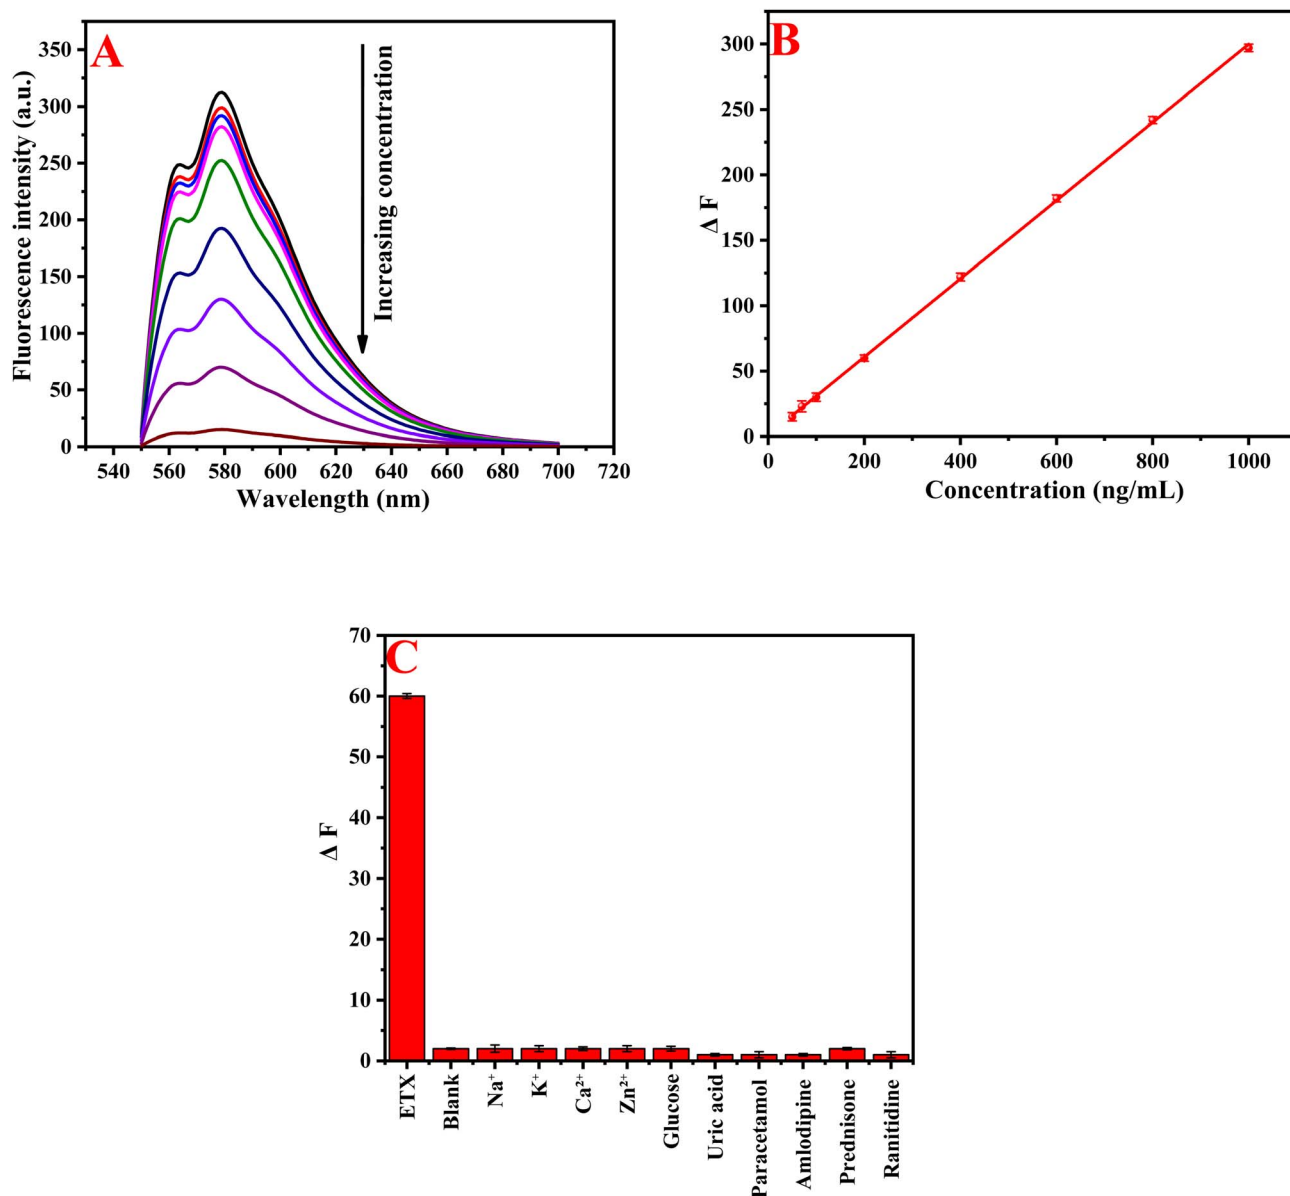 A
350
300
250
200
150
100
50
0
Fluorescence intensity (a.u.)
Increasing concentration
540 560 580 600 620 640 660 680 700 720
Wavelength (nm)
B
300
250
200
150
100
50
0
Δ F
0 200 400 600 800 1000
Concentration (ng/mL)
C
70
60
50
40
30
20
10
0
Δ F
ETX
Blank
Na⁺
K⁺
Ca²⁺
Zn²⁺
Glucose
Uric acid
Paracetamol
Amlodipine
Prednisone
Ranitidine